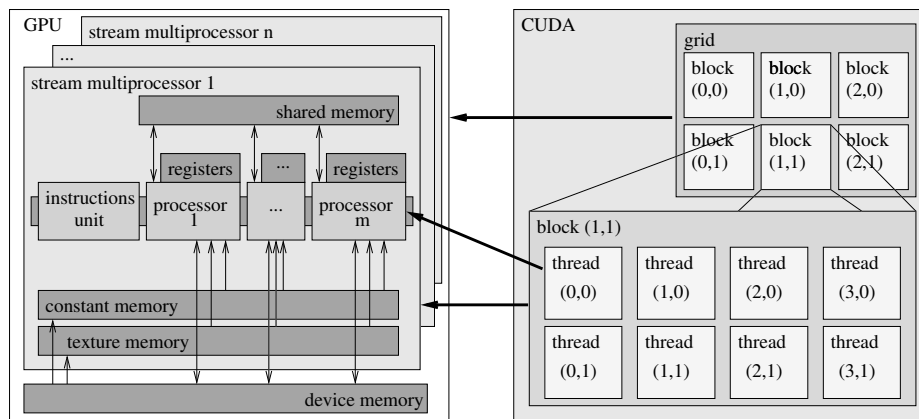 GPU
stream multiprocessor n
...
stream multiprocessor 1
shared memory
registers
...
registers
instructions
unit
processor
1
...
processor
m
constant memory
texture memory
device memory
CUDA
grid
block
(0,0)
block
(1,0)
block
(2,0)
block
(0,1)
block
(1,1)
block
(2,1)
block (1,1)
thread
(0,0)
thread
(1,0)
thread
(2,0)
thread
(3,0)
thread
(0,1)
thread
(1,1)
thread
(2,1)
thread
(3,1)